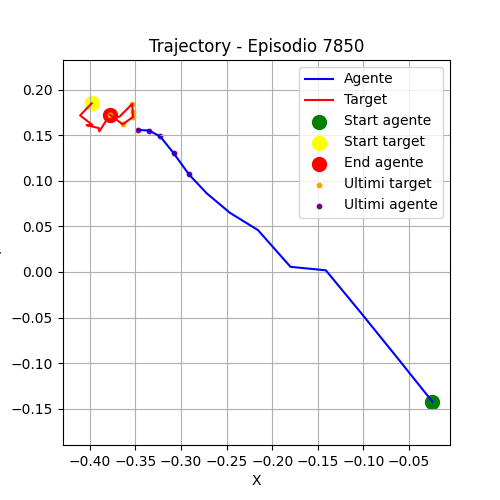 Trajectory - Episodio 7850
Agente
Target
Start agente
Start target
End agente
Ultimi target
Ultimi agente
0.20
0.15
0.10
0.05
0.00
−0.05
−0.10
−0.15
−0.40 −0.35 −0.30 −0.25 −0.20 −0.15 −0.10 −0.05
X